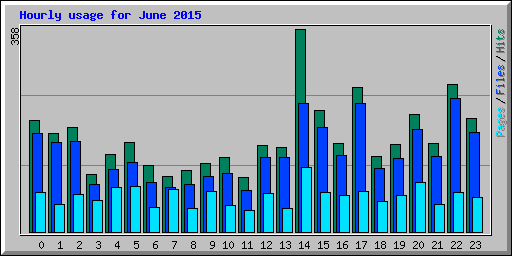 Hourly usage for June 2015
358
Pages / Files / Hits
0 1 2 3 4 5 6 7 8 9 10 11 12 13 14 15 16 17 18 19 20 21 22 23